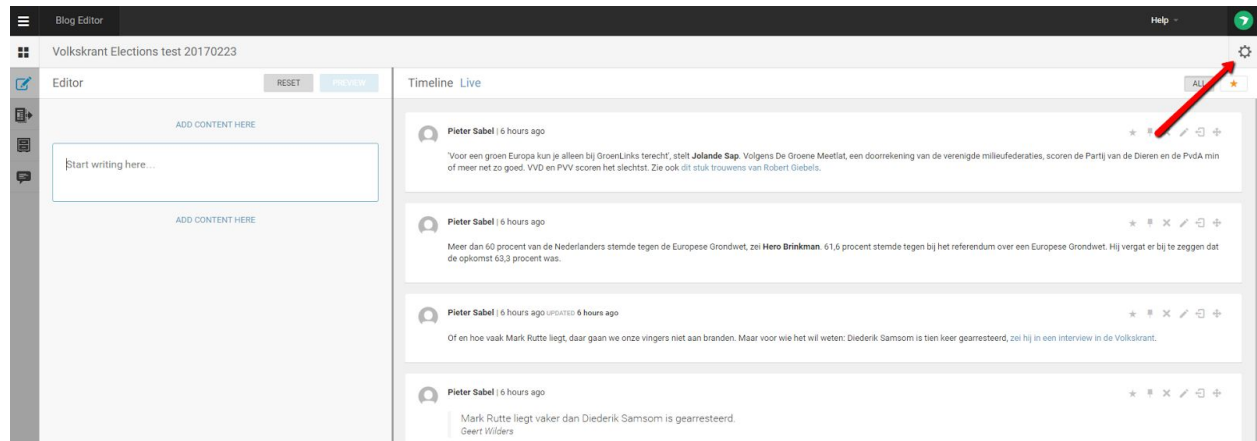 Blog Editor
Help
Volkskrant Elections test 20170223
Editor
RESET
PREVIEW
Timeline Live
ALL
ADD CONTENT HERE
Start writing here...
ADD CONTENT HERE
Pieter Sabel | 6 hours ago
'Voor een groen Europa kun je alleen bij GroenLinks terecht', stelt Jolande Sap. Volgens De Groene Meetlat, een doorrekening van de verenigde milieufederaties, scoren de Partij van de Dieren en de PvdA min
of meer net zo goed. VVD en PVV scoren het slechtst. Zie ook dit stuk trouwens van Robert Giebels.
Pieter Sabel | 6 hours ago
Meer dan 60 procent van de Nederlanders stemde tegen de Europese Grondwet, zei Hero Brinkman. 61,6 procent stemde tegen bij het referendum over een Europese Grondwet. Hij vergat er bij te zeggen dat
de opkomst 63,3 procent was.
Pieter Sabel | 6 hours ago UPDATED 6 hours ago
Of en hoe vaak Mark Rutte liegt, daar gaan we onze vingers niet aan branden. Maar voor wie het wil weten: Diederik Samsom is tien keer gearresteerd, zei hij in een interview in de Volkskrant.
Pieter Sabel | 6 hours ago
Mark Rutte liegt vaker dan Diederik Samsom is gearresteerd.
Geert Wilders